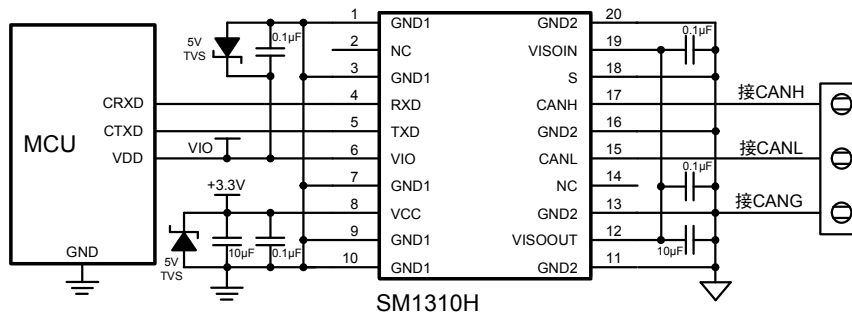 MCU
CRXD
CTXD
VDD
GND
VIO
5V
TVS
0.1μF
+3.3V
5V
TVS
10μF
0.1μF
1 GND1
2 NC
3 GND1
4 RXD
5 TXD
6 VIO
7 GND1
8 VCC
9 GND1
10 GND1
GND2 20
VISOIN 19
S 18
CANH 17
GND2 16
CANL 15
NC 14
GND2 13
VISOOUT 12
GND2 11
SM1310H
0.1μF
0.1μF
10μF
接CANH
接CANL
接CANG